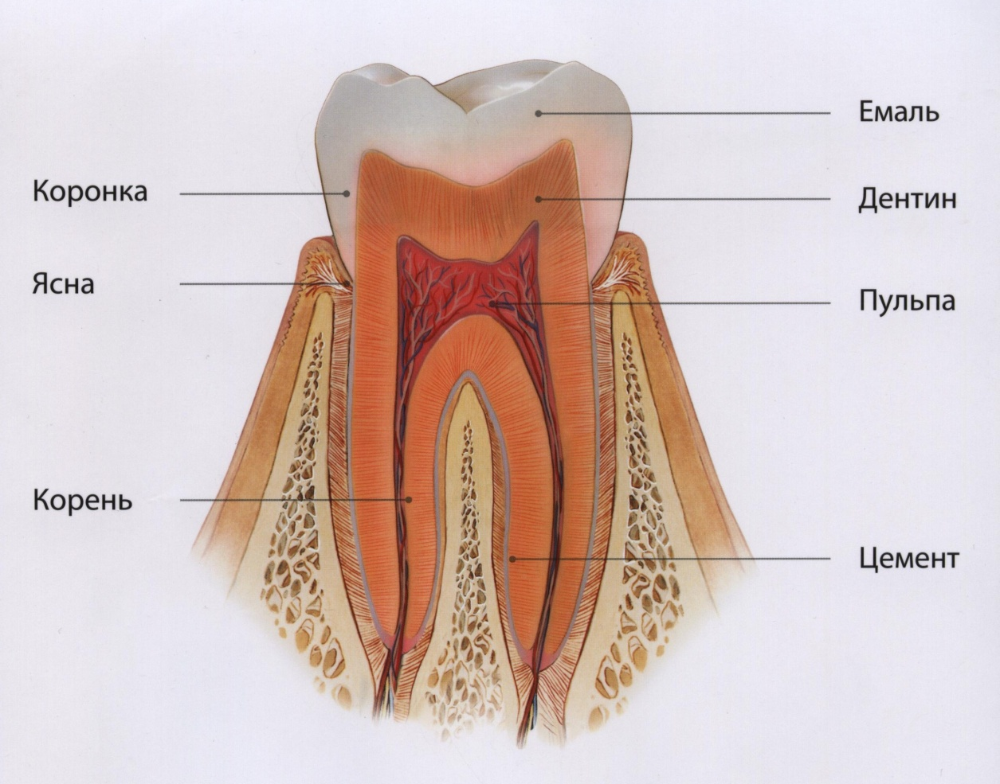 Коронка
Ясна
Корень
Емаль
Дентин
Пульпа
Цемент